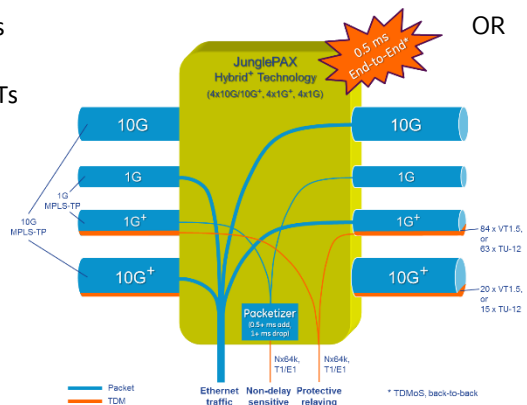 s
OR
Ts
0.5 ms
End-to-End*
JunglePAX
Hybrid+ Technology
(4x10G/10G+, 4x1G+, 4x1G)
10G
10G
1G
1G
1G
MPLS-TP
10G
MPLS-TP
1G+
1G+
84 x VT1.5,
or
63 x TU-12
10G+
10G+
20 x VT1.5,
or
15 x TU-12
Packetizer
(0.5+ ms add,
1+ ms drop)
Nx64k,
T1/E1
Nx64k,
T1/E1
Packet
TDM
Ethernet
traffic
Non-delay
sensitive
Protective
relaying
* TDMoS, back-to-back